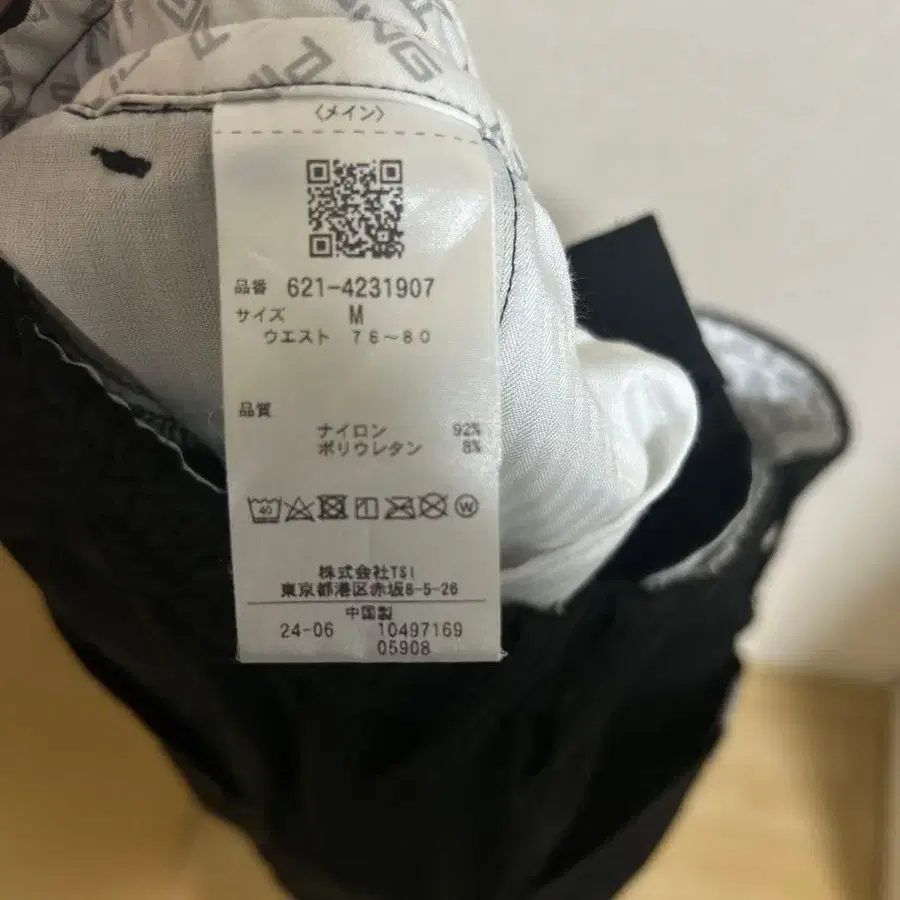 〈メイン〉
品番 621-4231907
サイズ M
ウエスト 76～80
品質
ナイロン 92%
ポリウレタン 8%
40
W
株式会社TSI
東京都港区赤坂8-5-26
中国製
24-06 10497169
05908